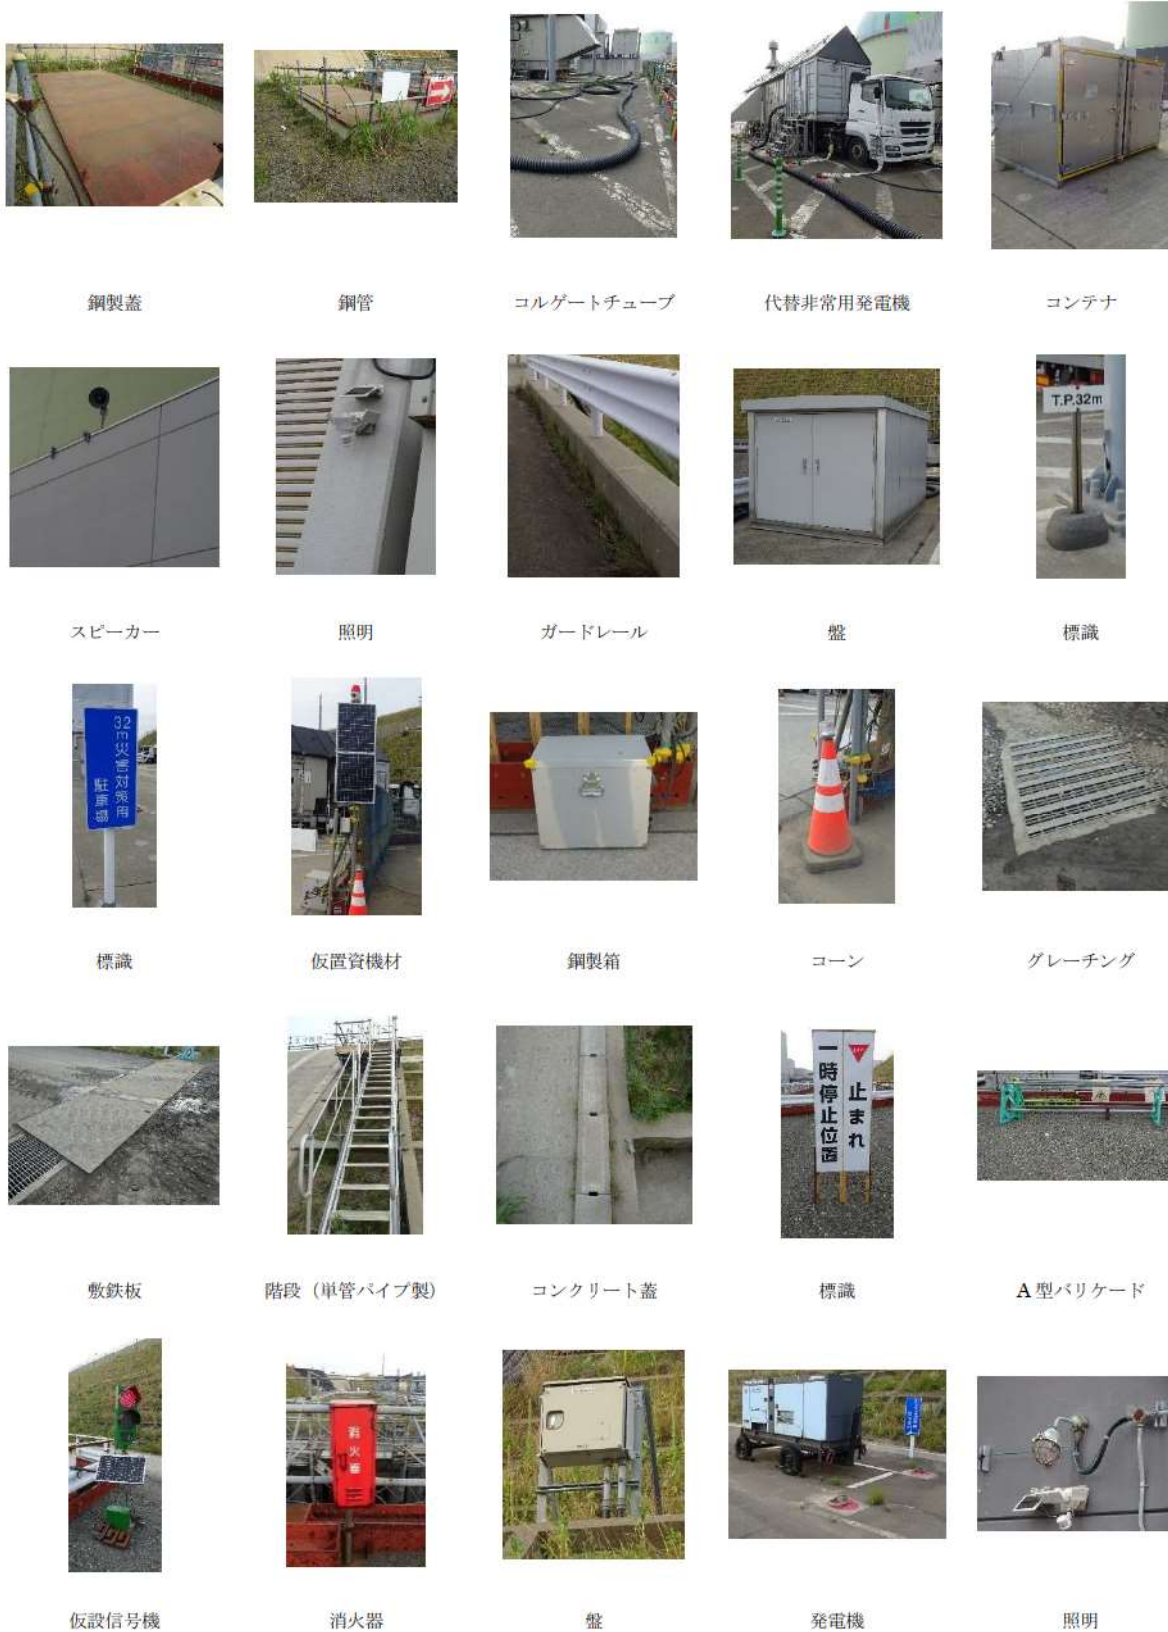 鋼製蓋
鋼管
コルゲートチューブ
代替非常用発電機
コンテナ
T.P.32m
スピーカー
照明
ガードレール
盤
標識
32m災害対策用
駐車場
標識
仮置資機材
鋼製箱
コーン
グレーチング
止まれ
一時停止位置
敷鉄板
階段（単管パイプ製）
コンクリート蓋
標識
A型バリケード
消火器
仮設信号機
消火器
盤
発電機
照明